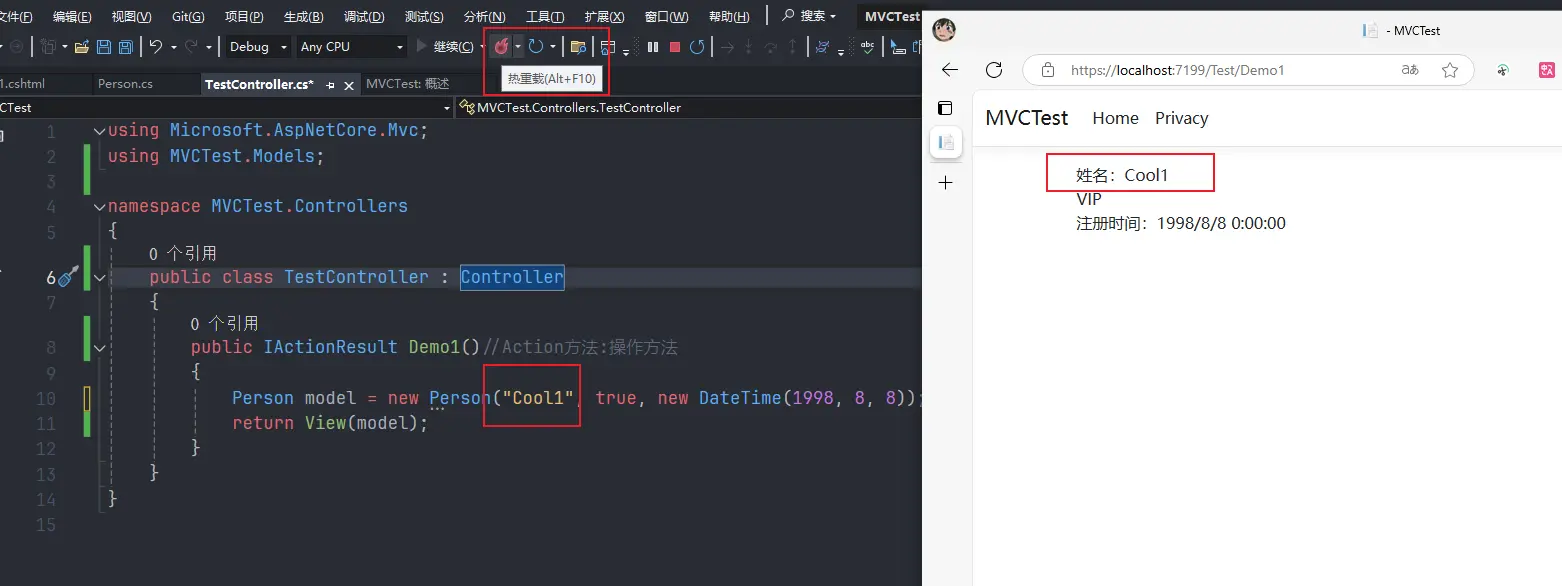 文件(F) 编辑(E) 视图(V) Git(G) 项目(P) 生成(B) 调试(D) 测试(S) 分析(N) 工具(T) 扩展(X) 窗口(W) 帮助(H) 搜索 MVCTest
Debug Any CPU 继续(C)
热重载(Alt+F10)
1.cshtml Person.cs TestController.cs* MVCTest: 概述
CTest MVCTest.Controllers.TestController
1 using Microsoft.AspNetCore.Mvc;
2 using MVCTest.Models;
3
4 namespace MVCTest.Controllers
5 {
0 个引用
6 public class TestController : Controller
7 {
0 个引用
8 public IActionResult Demo1()//Action方法:操作方法
9 {
10 Person model = new Person("Cool1", true, new DateTime(1998, 8, 8));
11 return View(model);
12 }
13 }
14 }
15
- MVCTest
https://localhost:7199/Test/Demo1 aあ
MVCTest Home Privacy
姓名：Cool1
VIP
注册时间：1998/8/8 0:00:00